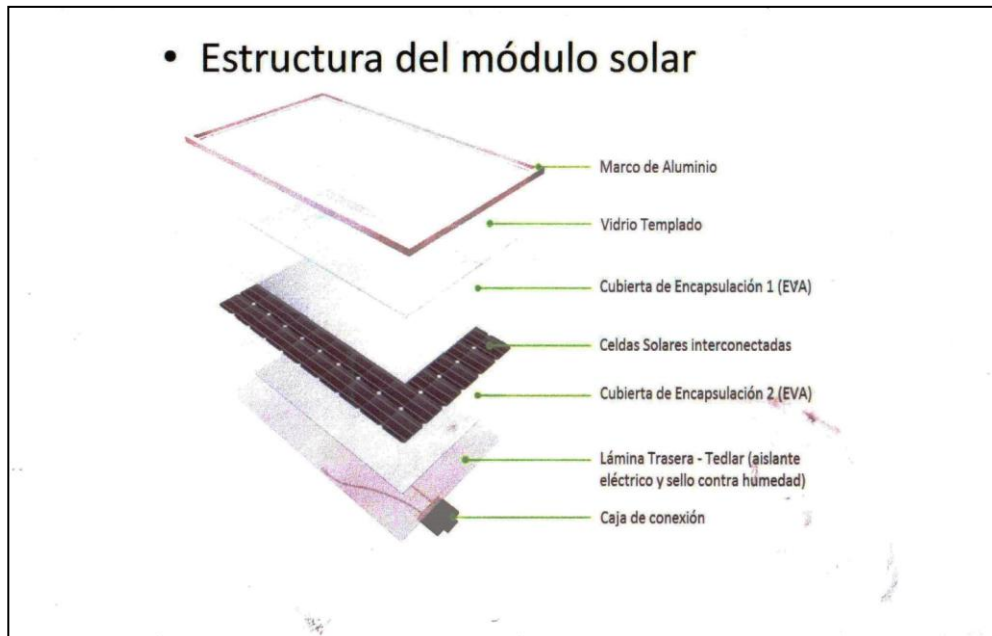 • Estructura del módulo solar
Marco de Aluminio
Vidrio Templado
Cubierta de Encapsulación 1 (EVA)
Celdas Solares interconectadas
Cubierta de Encapsulación 2 (EVA)
Lámina Trasera - Tedlar (aislante
eléctrico y sello contra humedad)
Caja de conexión